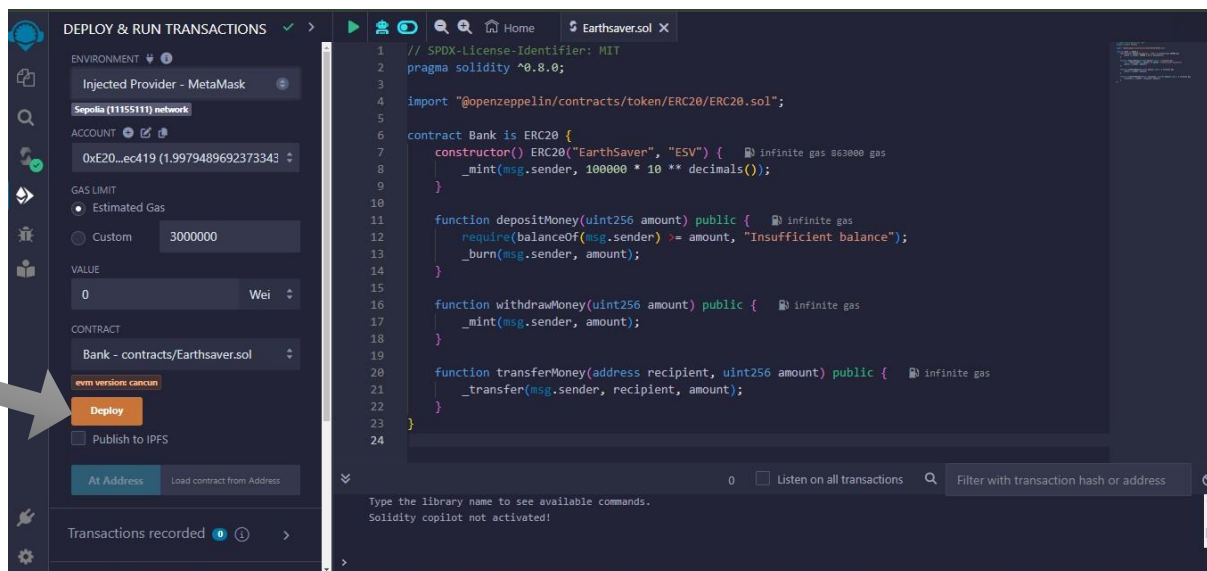 DEPLOY & RUN TRANSACTIONS
ENVIRONMENT
Injected Provider - MetaMask
Sepolia (11155111) network
ACCOUNT
0xE20...ec419 (1.9979489692373343
GAS LIMIT
Estimated Gas
Custom 3000000
VALUE
0 Wei
CONTRACT
Bank - contracts/Earthsaver.sol
evm version: cancun
Deploy
Publish to IPFS
At Address Load contract from Address
Transactions recorded 0
Home Earthsaver.sol
1 // SPDX-License-Identifier: MIT
2 pragma solidity ^0.8.0;
3
4 import "@openzeppelin/contracts/token/ERC20/ERC20.sol";
5
6 contract Bank is ERC20 {
7 constructor() ERC20("EarthSaver", "ESV") { infinite gas 863000 gas
8 _mint(msg.sender, 100000 * 10 ** decimals());
9 }
10
11 function depositMoney(uint256 amount) public { infinite gas
12 require(balanceOf(msg.sender) >= amount, "Insufficient balance");
13 _burn(msg.sender, amount);
14 }
15
16 function withdrawMoney(uint256 amount) public { infinite gas
17 _mint(msg.sender, amount);
18 }
19
20 function transferMoney(address recipient, uint256 amount) public { infinite gas
21 _transfer(msg.sender, recipient, amount);
22 }
23 }
24
0 Listen on all transactions Filter with transaction hash or address
Type the library name to see available commands.
Solidity copilot not activated!
>